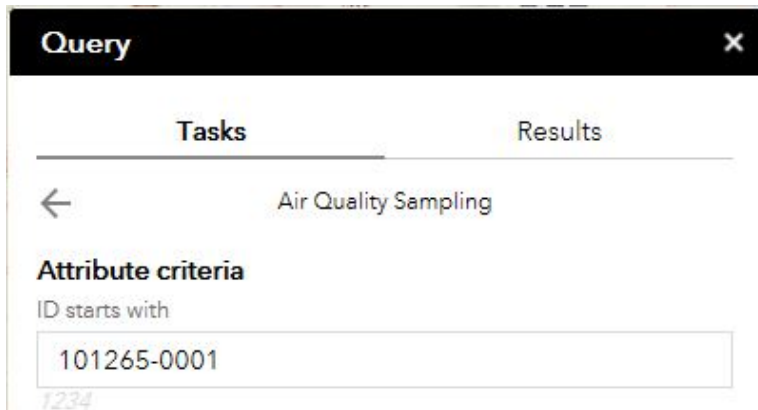 Query ×
Tasks Results
← Air Quality Sampling
Attribute criteria
ID starts with
101265-0001
1234